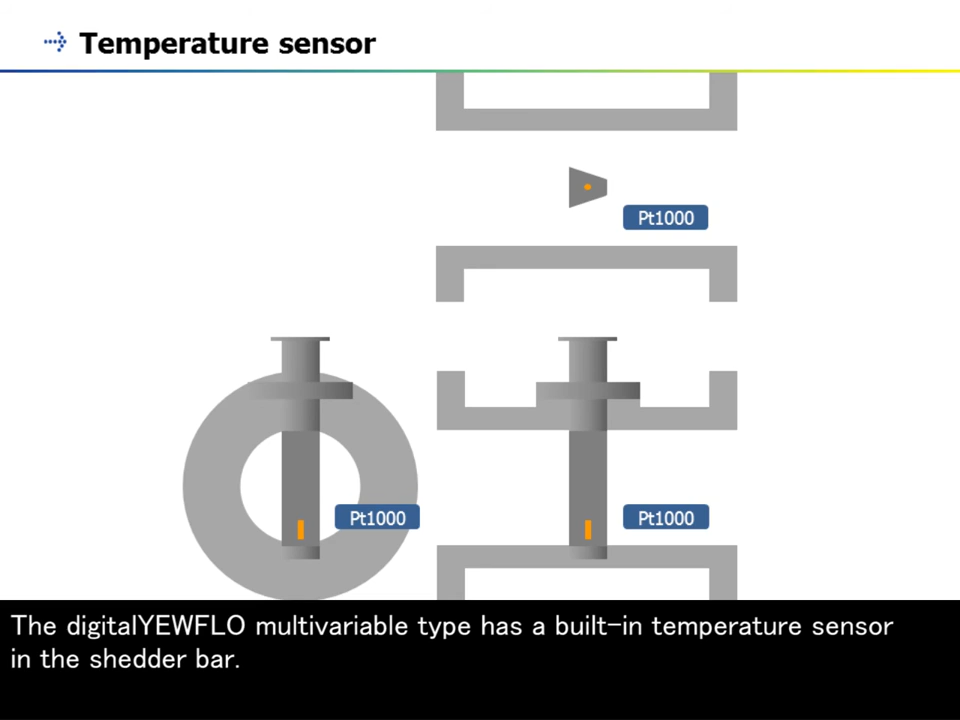 Temperature sensor
Pt1000
Pt1000
Pt1000
The digitalYEWFLO multivariable type has a built-in temperature sensor
in the shedder bar.